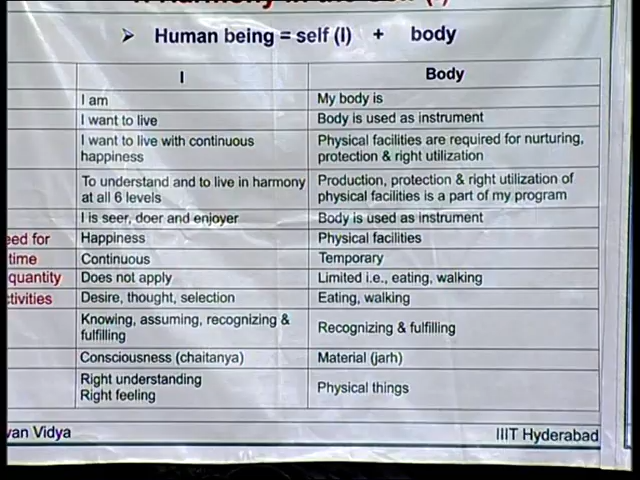 Harmony in the Self (I)
➤ Human being = self (I) + body
I Body
I am My body is
I want to live Body is used as instrument
I want to live with continuous Physical facilities are required for nurturing,
happiness protection & right utilization
To understand and to live in harmony Production, protection & right utilization of
at all 6 levels physical facilities is a part of my program
I is seer, doer and enjoyer Body is used as instrument
eed for Happiness Physical facilities
time Continuous Temporary
quantity Does not apply Limited i.e., eating, walking
ctivities Desire, thought, selection Eating, walking
Knowing, assuming, recognizing &
fulfilling Recognizing & fulfilling
Consciousness (chaitanya) Material (jarh)
Right understanding
Right feeling Physical things
van Vidya IIIT Hyderabad